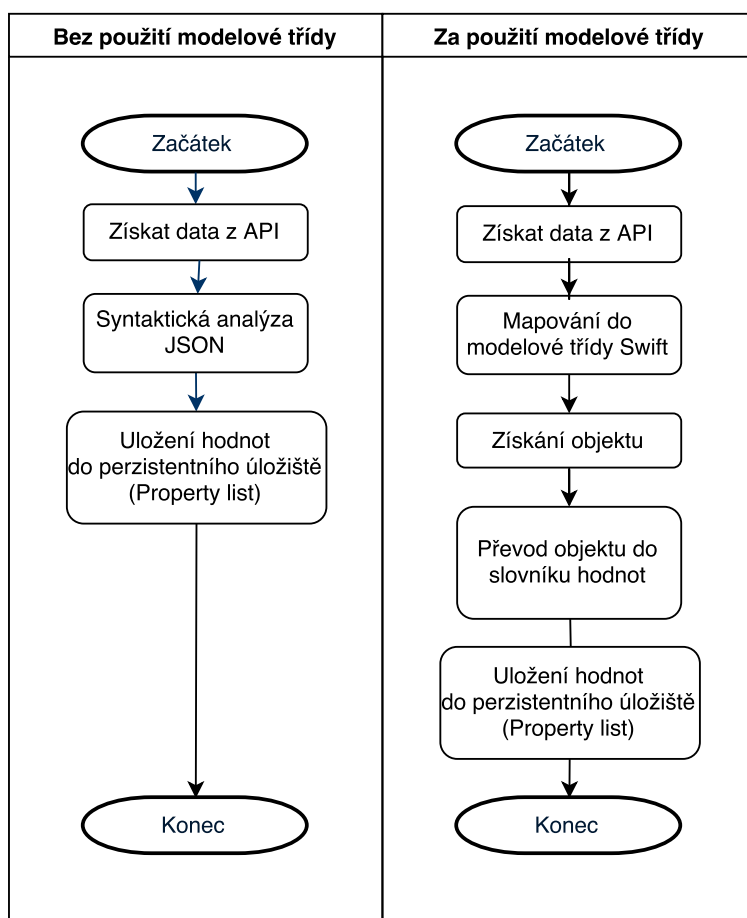 Bez použití modelové třídy
Začátek
Získat data z API
Syntaktická analýza
JSON
Uložení hodnot
do perzistentního úložiště
(Property list)
Konec
Za použití modelové třídy
Začátek
Získat data z API
Mapování do
modelové třídy Swift
Získání objektu
Převod objektu do
slovníku hodnot
Uložení hodnot
do perzistentního úložiště
(Property list)
Konec